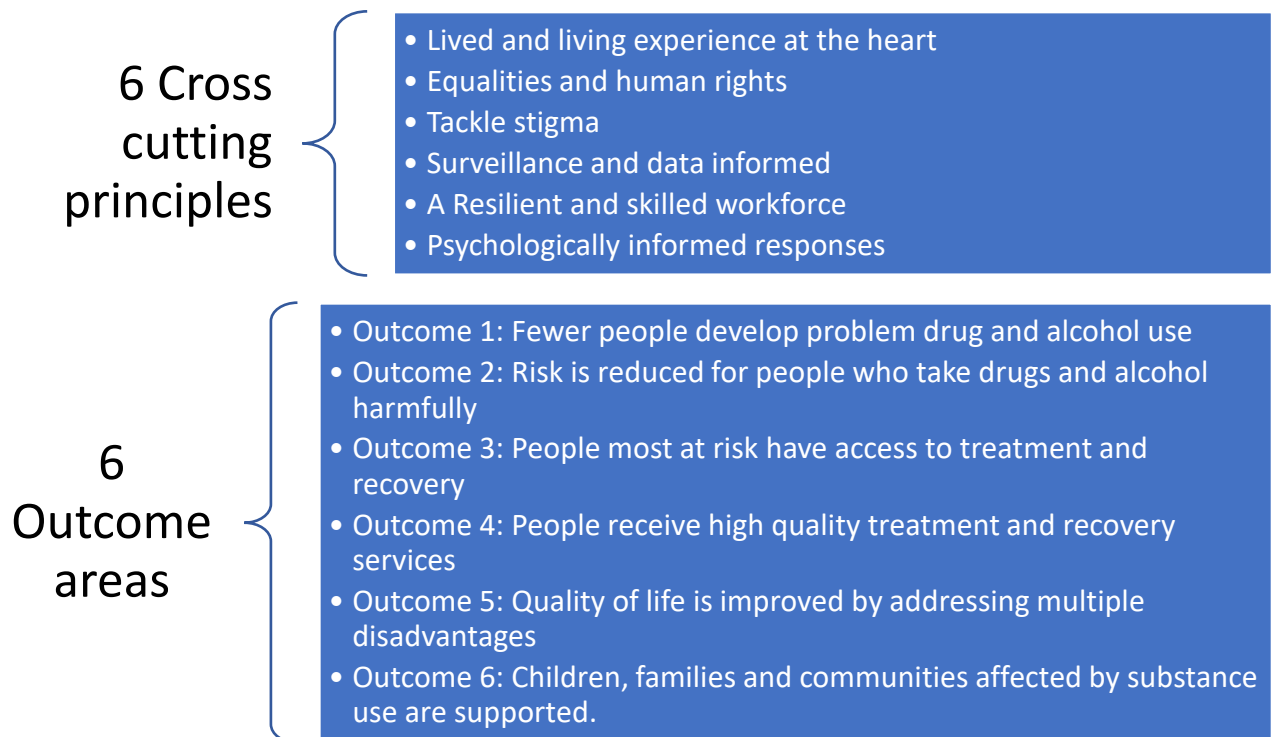 6 Cross
cutting
principles
• Lived and living experience at the heart
• Equalities and human rights
• Tackle stigma
• Surveillance and data informed
• A Resilient and skilled workforce
• Psychologically informed responses
6
Outcome
areas
• Outcome 1: Fewer people develop problem drug and alcohol use
• Outcome 2: Risk is reduced for people who take drugs and alcohol
harmfully
• Outcome 3: People most at risk have access to treatment and
recovery
• Outcome 4: People receive high quality treatment and recovery
services
• Outcome 5: Quality of life is improved by addressing multiple
disadvantages
• Outcome 6: Children, families and communities affected by substance
use are supported.